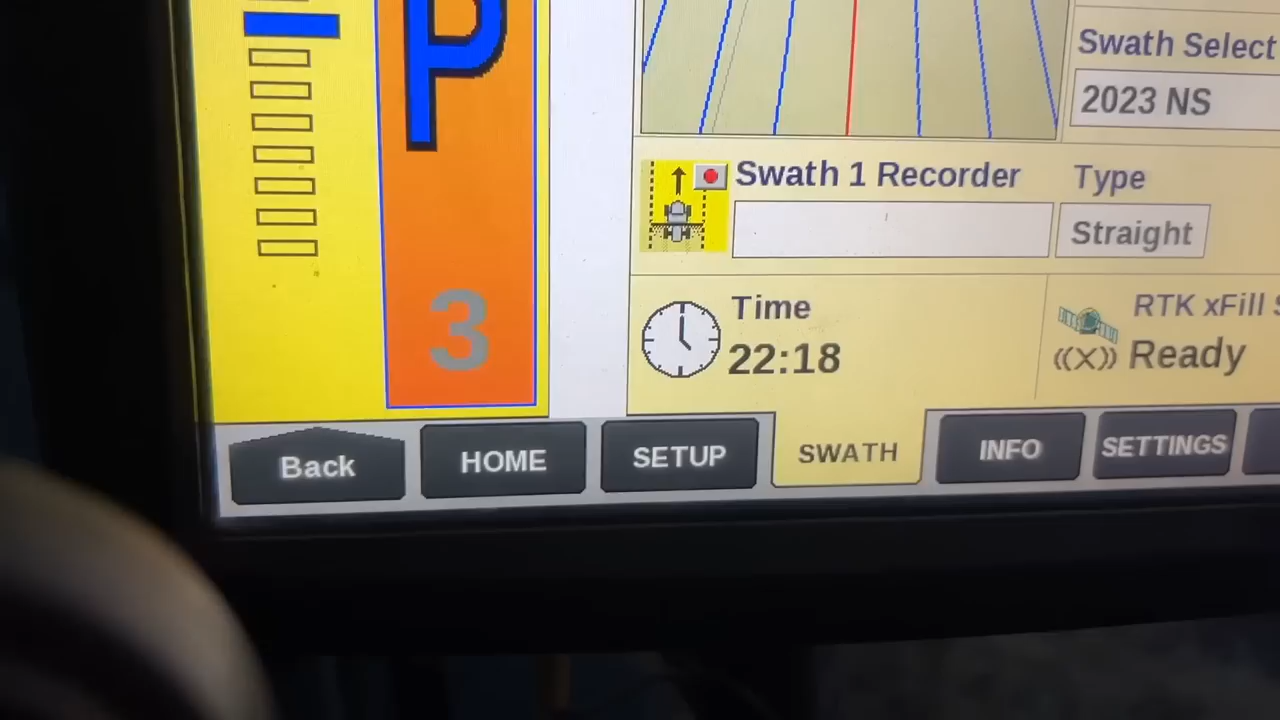 P
3
Swath Select
2023 NS
Swath 1 Recorder
Type
Straight
Time
22:18
RTK xFill
((X)) Ready
Back
HOME
SETUP
SWATH
INFO
SETTINGS